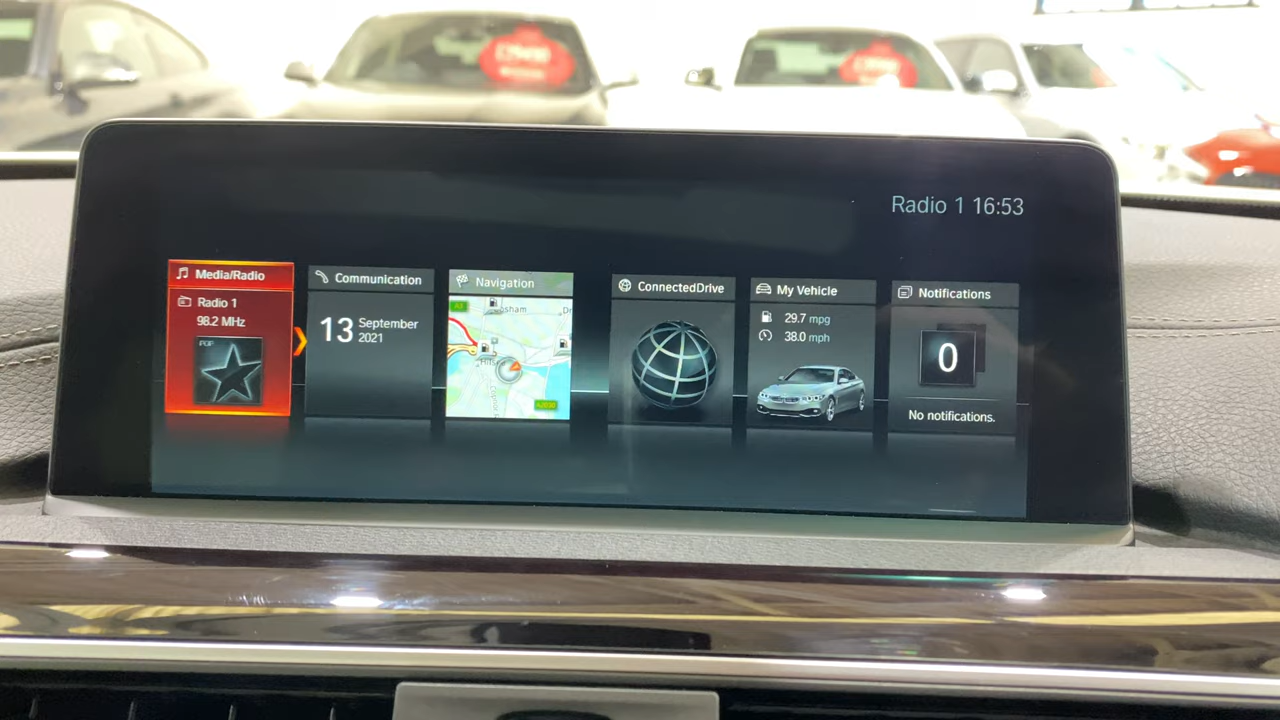 Radio 1 16:53
Media/Radio
Radio 1
98.2 MHz
POP
Communication
13 September
2021
Navigation
ConnectedDrive
My Vehicle
29.7 mpg
38.0 mph
Notifications
0
No notifications.